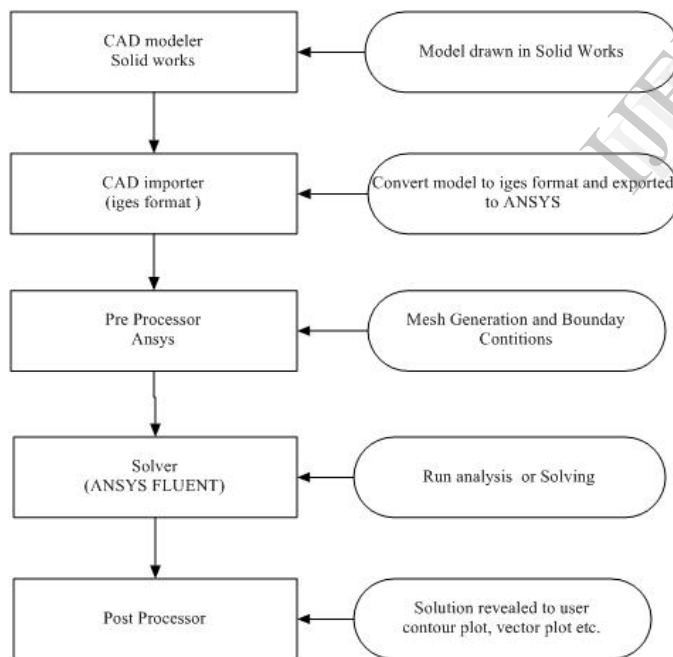 CAD modeler
Solid works
Model drawn in Solid Works
CAD importer
(iges format )
Convert model to iges format and exported
to ANSYS
Pre Processor
Ansys
Mesh Generation and Bounday
Contitions
Solver
(ANSYS FLUENT)
Run analysis or Solving
Post Processor
Solution revealed to user
contour plot, vector plot etc.